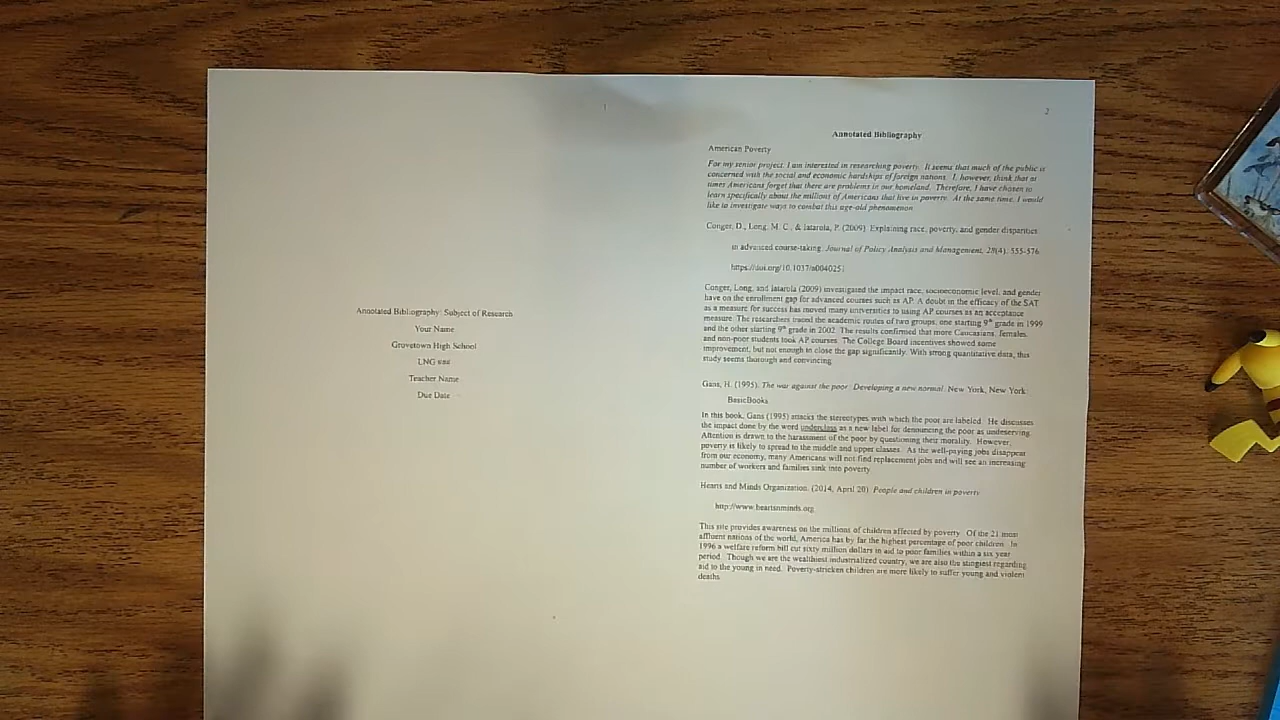 1
Annotated Bibliography: Subject of Research
Your Name
Grovetown High School
LNG ###
Teacher Name
Due Date
2
Annotated Bibliography
American Poverty
For my senior project, I am interested in researching poverty. It seems that much of the public is
concerned with the social and economic hardships of foreign nations. I, however, think that at
times Americans forget that there are problems in our homeland. Therefore, I have chosen to
learn specifically about the millions of Americans that live in poverty. At the same time, I would
like to investigate ways to combat this age-old phenomenon.
Conger, D., Long, M. C., & Iatarola, P. (2009). Explaining race, poverty, and gender disparities
in advanced course-taking. Journal of Policy Analysis and Management, 28(4), 555-576.
https://doi.org/10.1037/a0040251
Conger, Long, and Iatarola (2009) investigated the impact race, socioeconomic level, and gender
have on the enrollment gap for advanced courses such as AP. A doubt in the efficacy of the SAT
as a measure for success has moved many universities to using AP courses as an acceptance
measure. The researchers traced the academic routes of two groups, one starting 9th grade in 1999
and the other starting 9th grade in 2002. The results confirmed that more Caucasians, females,
and non-poor students took AP courses. The College Board incentives showed some
improvement, but not enough to close the gap significantly. With strong quantitative data, this
study seems thorough and convincing.
Gans, H. (1995). The war against the poor: Developing a new normal. New York, New York:
BasicBooks.
In this book, Gans (1995) attacks the stereotypes with which the poor are labeled. He discusses
the impact done by the word underclass as a new label for denouncing the poor as undeserving.
Attention is drawn to the harassment of the poor by questioning their morality. However,
poverty is likely to spread to the middle and upper classes. As the well-paying jobs disappear
from our economy, many Americans will not find replacement jobs and will see an increasing
number of workers and families sink into poverty.
Hearts and Minds Organization. (2014, April 20). People and children in poverty.
http://www.heartsnminds.org.
This site provides awareness on the millions of children affected by poverty. Of the 21 most
affluent nations of the world, America has by far the highest percentage of poor children. In
1996 a welfare reform bill cut sixty million dollars in aid to poor families within a six year
period. Though we are the wealthiest industrialized country, we are also the stingiest regarding
aid to the young in need. Poverty-stricken children are more likely to suffer young and violent
deaths.